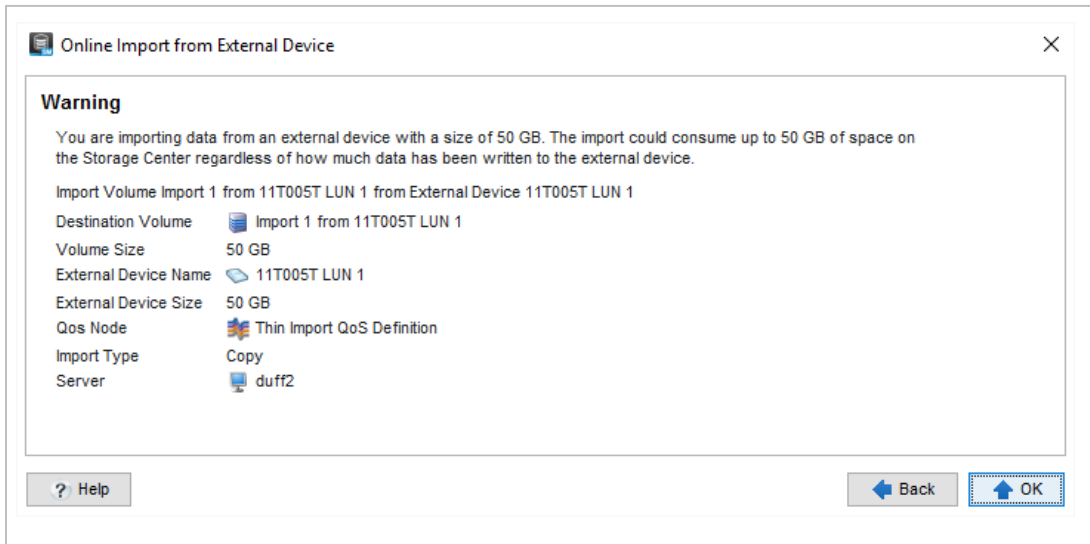 Online Import from External Device
Warning
You are importing data from an external device with a size of 50 GB. The import could consume up to 50 GB of space on
the Storage Center regardless of how much data has been written to the external device.
Import Volume Import 1 from 11T005T LUN 1 from External Device 11T005T LUN 1
Destination Volume Import 1 from 11T005T LUN 1
Volume Size 50 GB
External Device Name 11T005T LUN 1
External Device Size 50 GB
Qos Node Thin Import QoS Definition
Import Type Copy
Server duff2
? Help Back OK